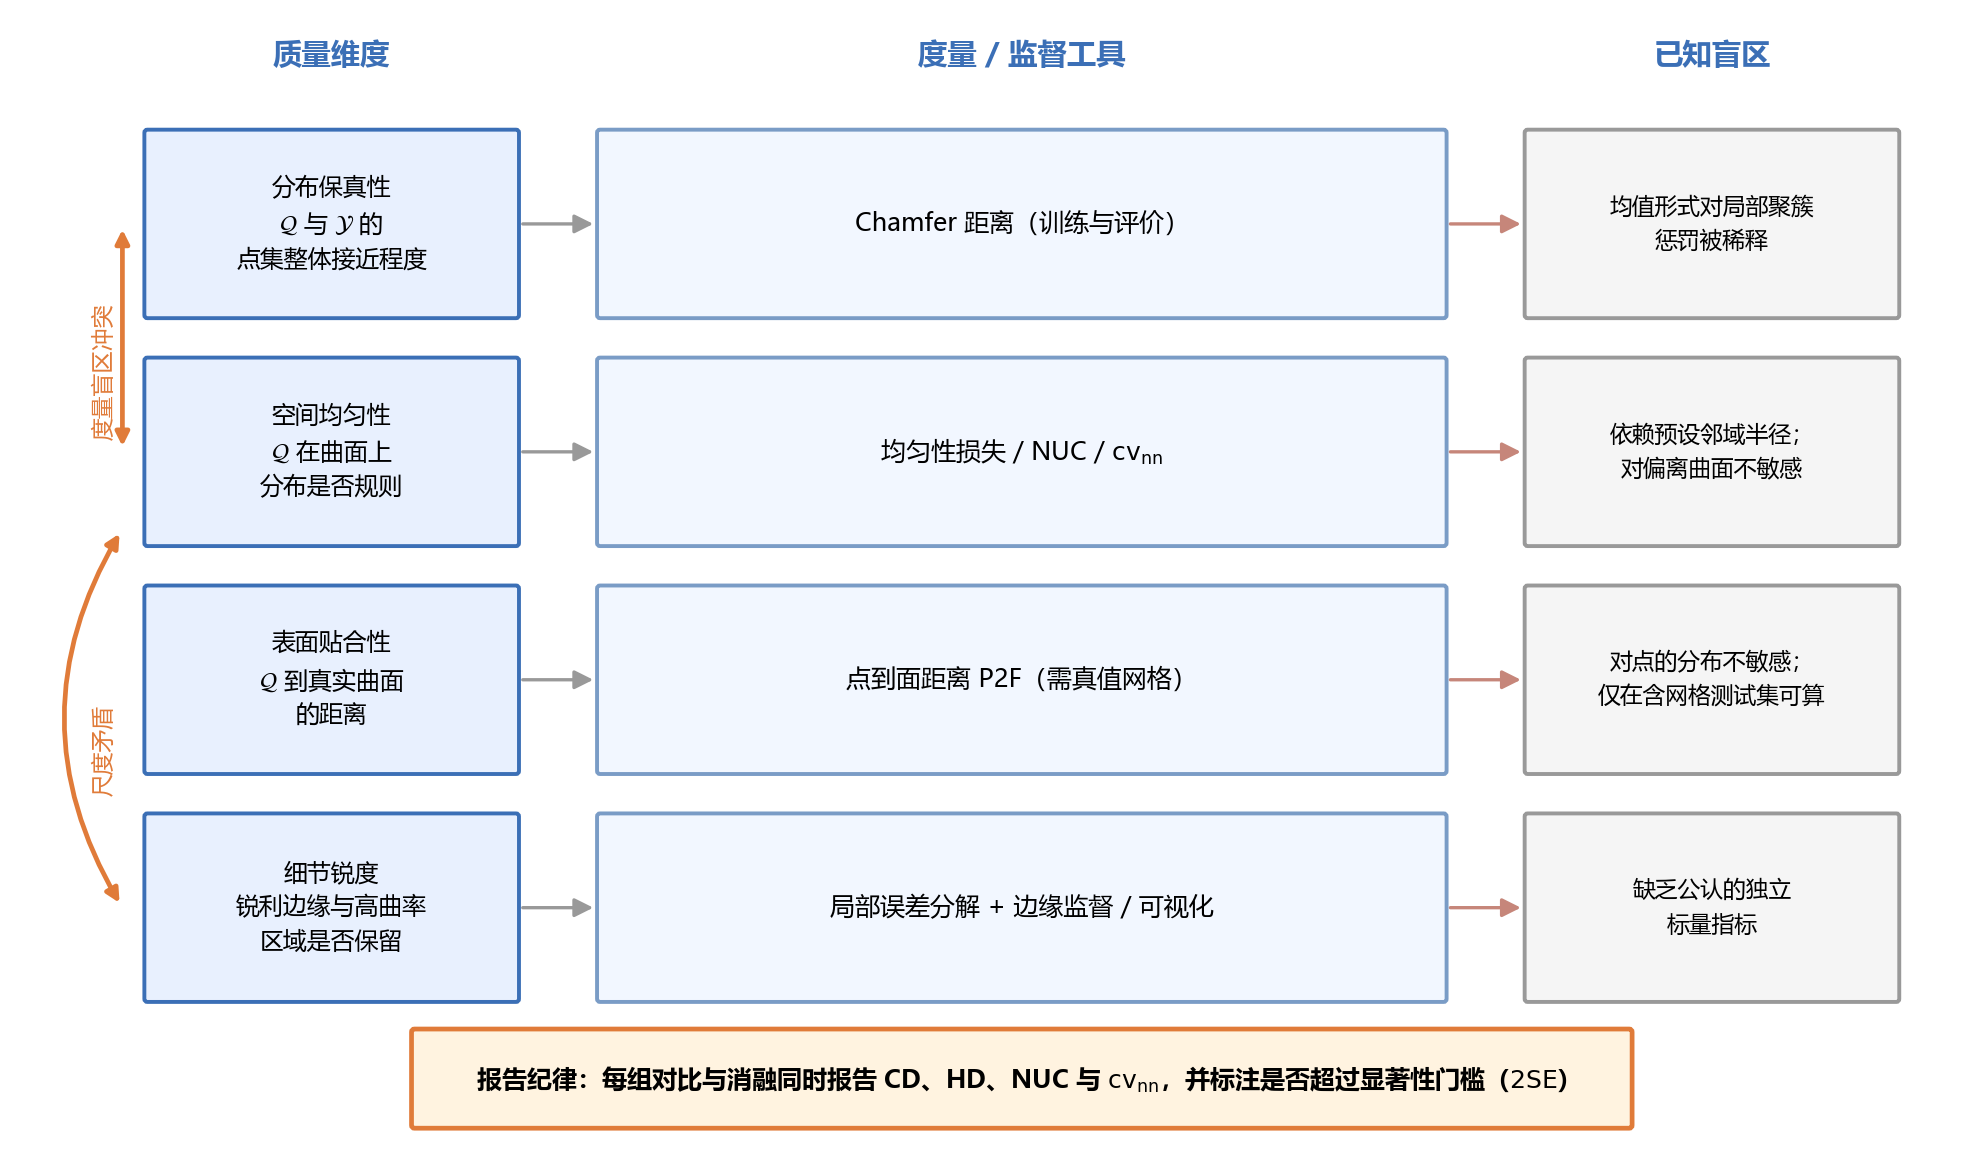 质量维度
度量 / 监督工具
已知盲区
分布保真性
𝒬 与 𝒴 的
点集整体接近程度
Chamfer 距离（训练与评价）
均值形式对局部聚簇
惩罚被稀释
度量盲区冲突
空间均匀性
𝒬 在曲面上
分布是否规则
均匀性损失 / NUC / cvₙₙ
依赖预设邻域半径；
对偏离曲面不敏感
表面贴合性
𝒬 到真实曲面
的距离
点到面距离 P2F（需真值网格）
对点的分布不敏感；
仅在含网格测试集可算
尺度矛盾
细节锐度
锐利边缘与高曲率
区域是否保留
局部误差分解 + 边缘监督 / 可视化
缺乏公认的独立
标量指标
报告纪律：每组对比与消融同时报告 CD、HD、NUC 与 cvₙₙ，并标注是否超过显著性门槛（2SE）